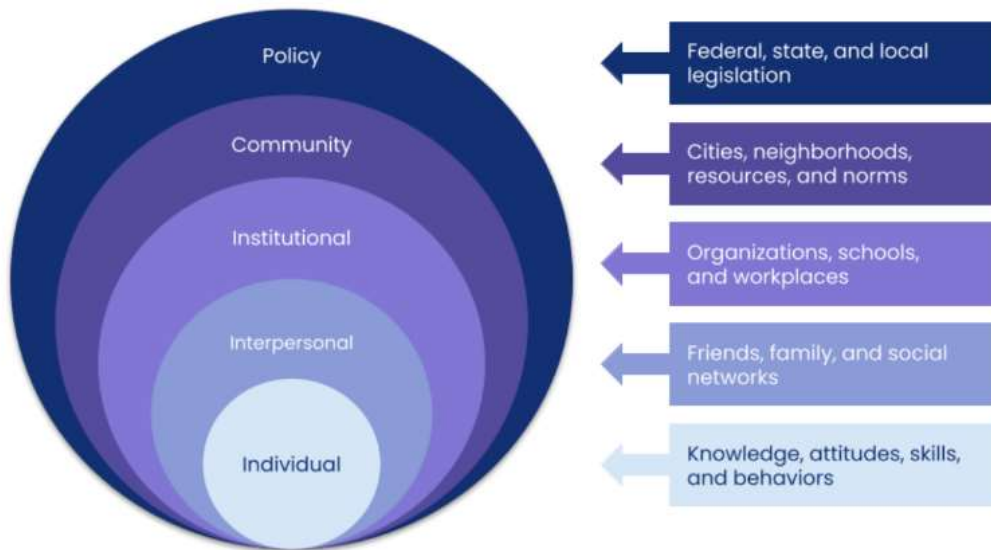 Policy
Federal, state, and local
legislation
Community
Cities, neighborhoods,
resources, and norms
Institutional
Organizations, schools,
and workplaces
Interpersonal
Friends, family, and social
networks
Individual
Knowledge, attitudes, skills,
and behaviors